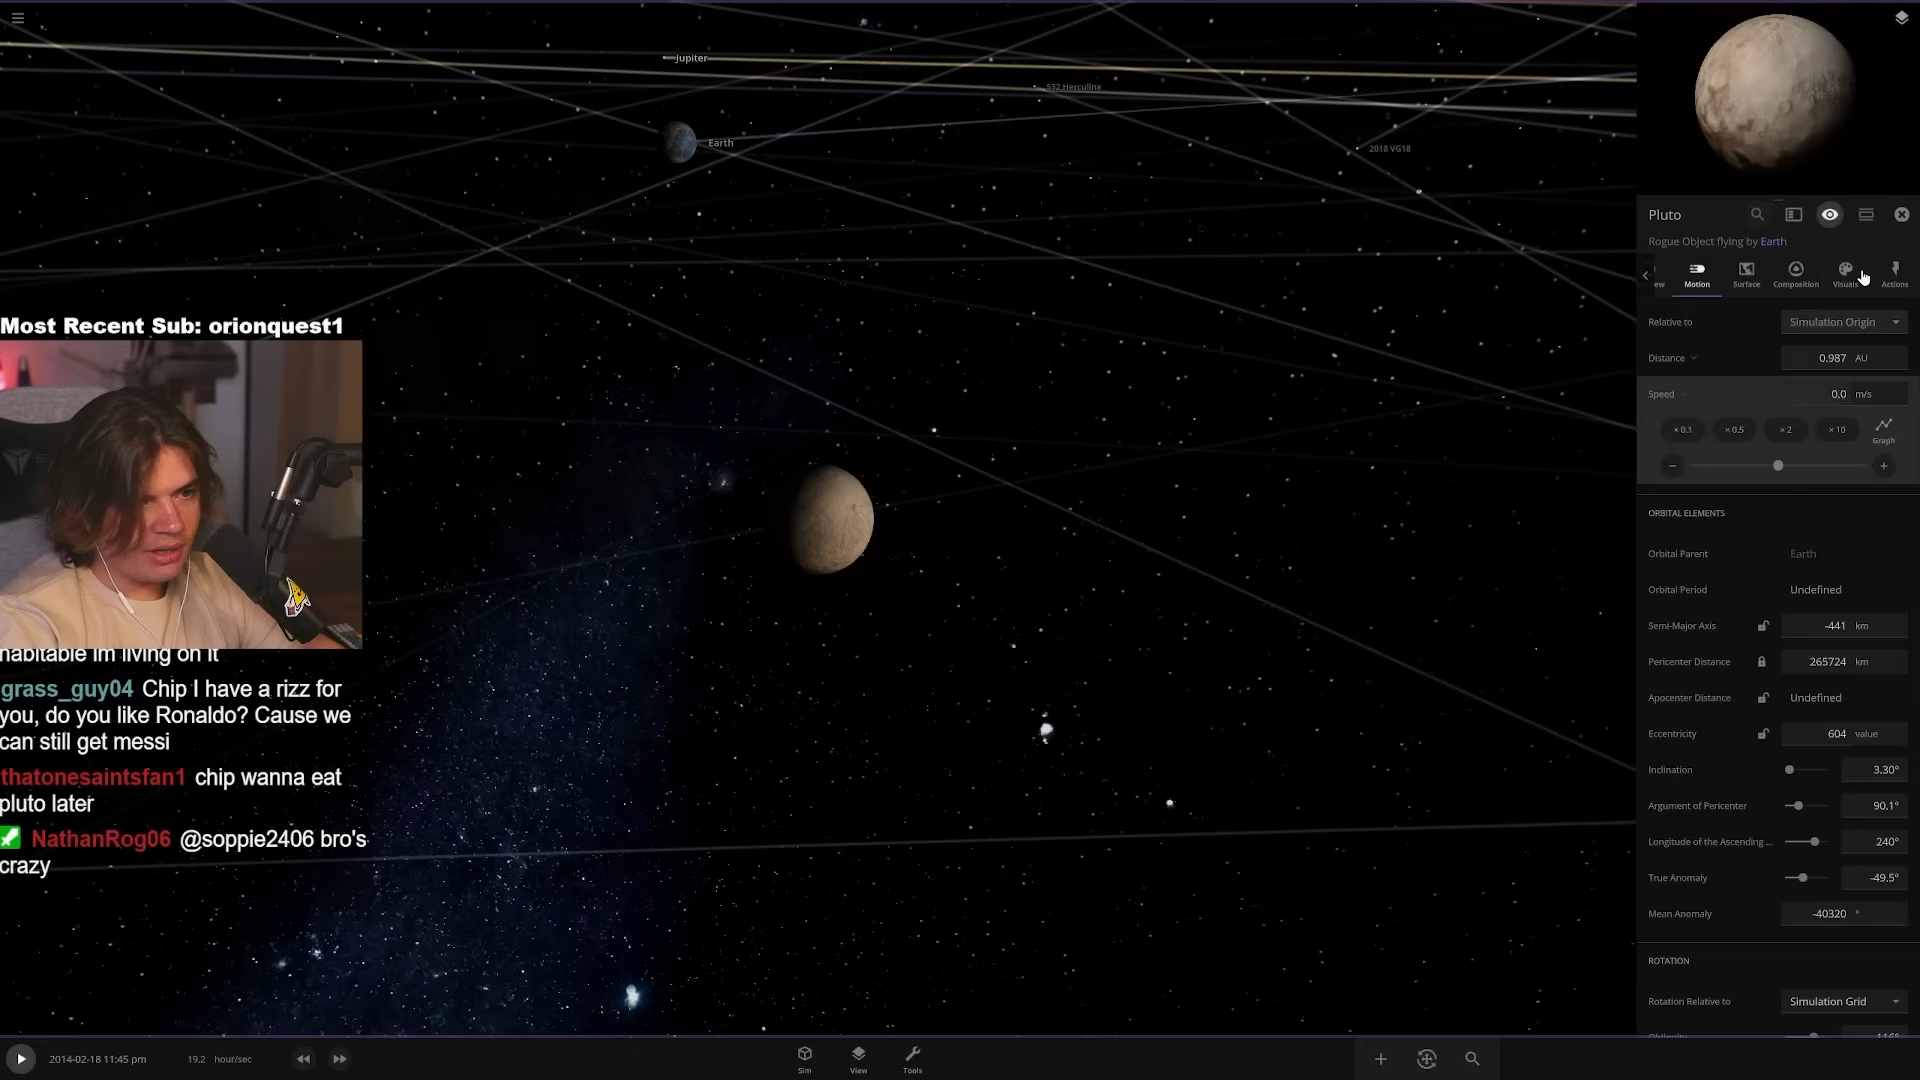 Jupiter
532 Herculina
Earth
2018 VG18
Most Recent Sub: orionquest1
habitable im living on it
grass_guy04 Chip I have a rizz for
you, do you like Ronaldo? Cause we
can still get messi
thatonesaintsfan1 chip wanna eat
pluto later
NathanRog06 @soppie2406 bro's
crazy
Pluto
Rogue Object flying by Earth
ew Motion Surface Composition Visuals Actions
Relative to Simulation Origin
Distance 0.987 AU
Speed 0.0 m/s
× 0.1 × 0.5 × 2 × 10 Graph
ORBITAL ELEMENTS
Orbital Parent Earth
Orbital Period Undefined
Semi-Major Axis -441 km
Pericenter Distance 265724 km
Apocenter Distance Undefined
Eccentricity 604 value
Inclination 3.30°
Argument of Pericenter 90.1°
Longitude of the Ascending ... 240°
True Anomaly -49.5°
Mean Anomaly -40320 °
ROTATION
Rotation Relative to Simulation Grid
2014-02-18 11:45 pm 19.2 hour/sec
Sim View Tools